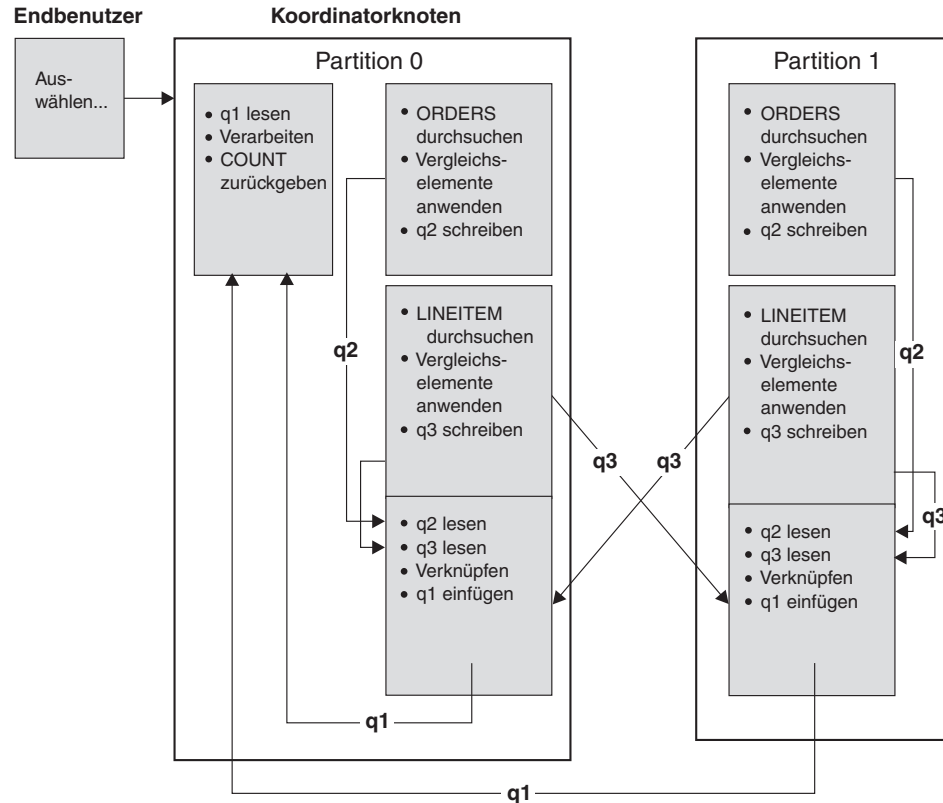 Endbenutzer
Koordinatorknoten
Aus-
wählen...
Partition 0
• q1 lesen
• Verarbeiten
• COUNT
zurückgeben
• ORDERS
durchsuchen
• Vergleichs-
elemente
anwenden
• q2 schreiben
q2
• LINEITEM
durchsuchen
• Vergleichs-
elemente
anwenden
• q3 schreiben
• q2 lesen
• q3 lesen
• Verknüpfen
• q1 einfügen
q1
q3
q3
Partition 1
• ORDERS
durchsuchen
• Vergleichs-
elemente
anwenden
• q2 schreiben
q2
• LINEITEM
durchsuchen
• Vergleichs-
elemente
anwenden
• q3 schreiben
q3
• q2 lesen
• q3 lesen
• Verknüpfen
• q1 einfügen
q1